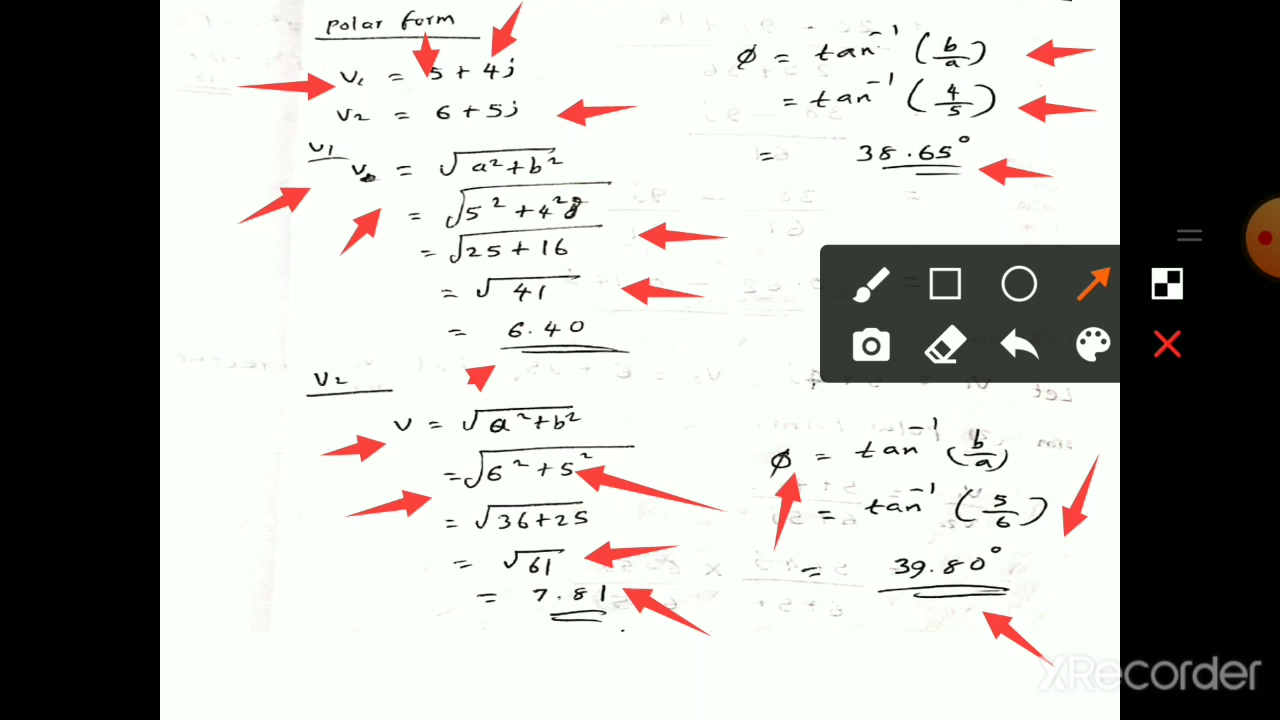 Polar form
V1 = 5 + 4j
V2 = 6 + 5j
V1
V = √a²+b²
= √5² + 4²
= √25 + 16
= √41
= 6.40
V2
V = √a²+b²
= √6² + 5²
= √36+25
= √61
= 7.81
φ = tan⁻¹ (b/a)
= tan⁻¹ (4/5)
= 38.65°
φ = tan⁻¹ (b/a)
= tan⁻¹ (5/6)
= 39.80°
XRecorder